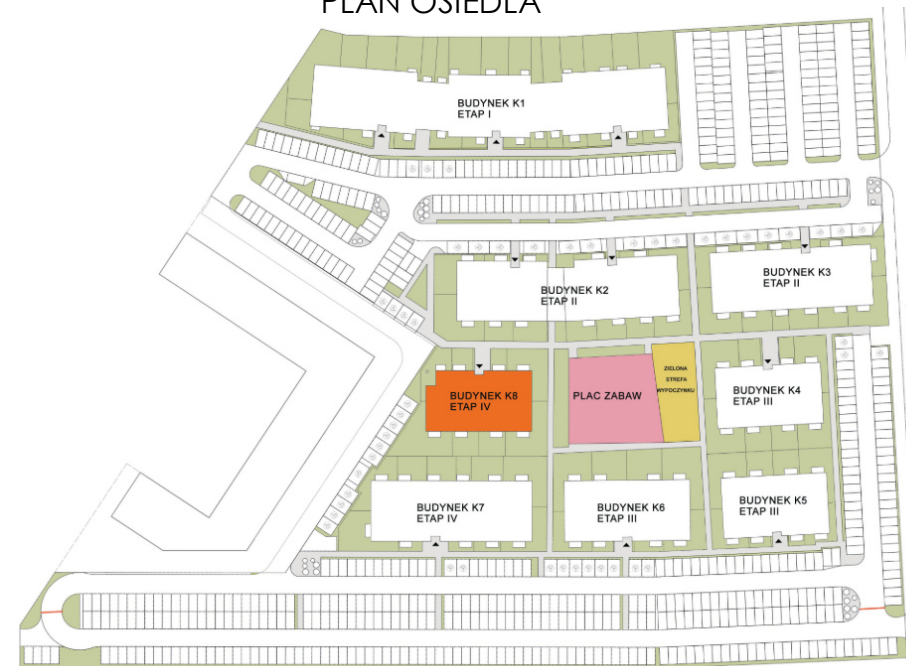 PLAN OSIEDLA
BUDYNEK K1
ETAP I
BUDYNEK K2
ETAP II
BUDYNEK K3
ETAP II
BUDYNEK K8
ETAP IV
PLAC ZABAW
ZIELONA
STREFA
WYPOCZYNKU
BUDYNEK K4
ETAP III
BUDYNEK K7
ETAP IV
BUDYNEK K6
ETAP III
BUDYNEK K5
ETAP III